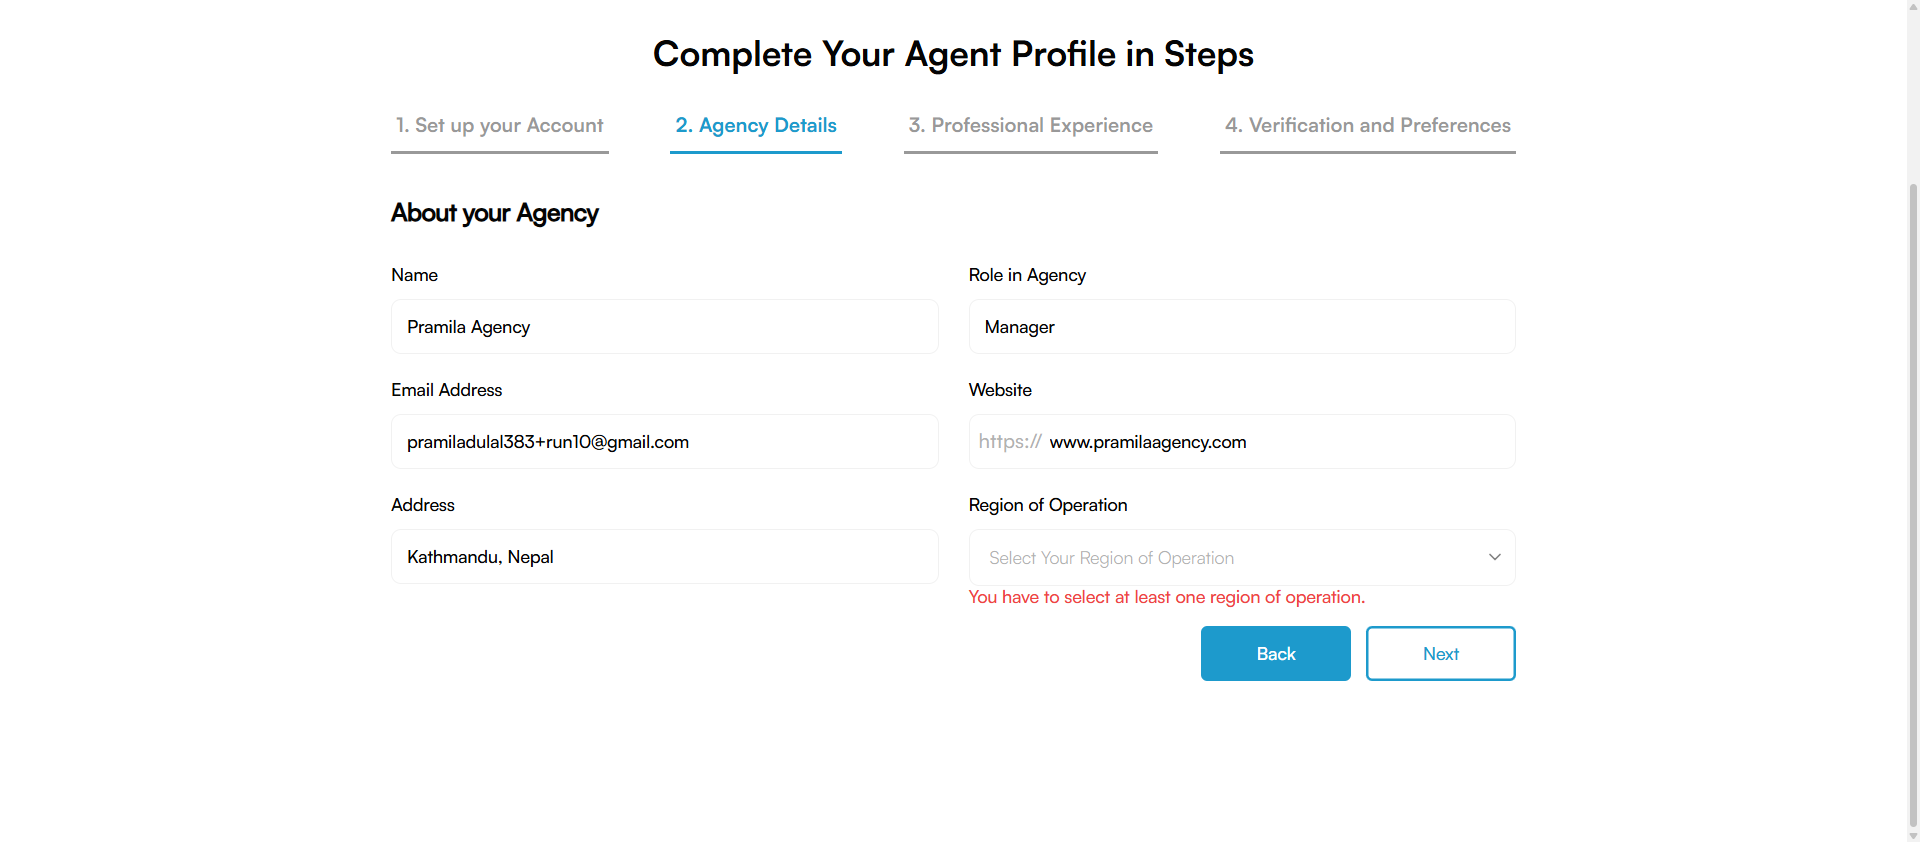 Complete Your Agent Profile in Steps
1. Set up your Account
2. Agency Details
3. Professional Experience
4. Verification and Preferences
About your Agency
Name
Role in Agency
Pramila Agency
Manager
Email Address
Website
pramiladulal383+run10@gmail.com
https:// www.pramilaagency.com
Address
Region of Operation
Kathmandu, Nepal
Select Your Region of Operation
You have to select at least one region of operation.
Back
Next